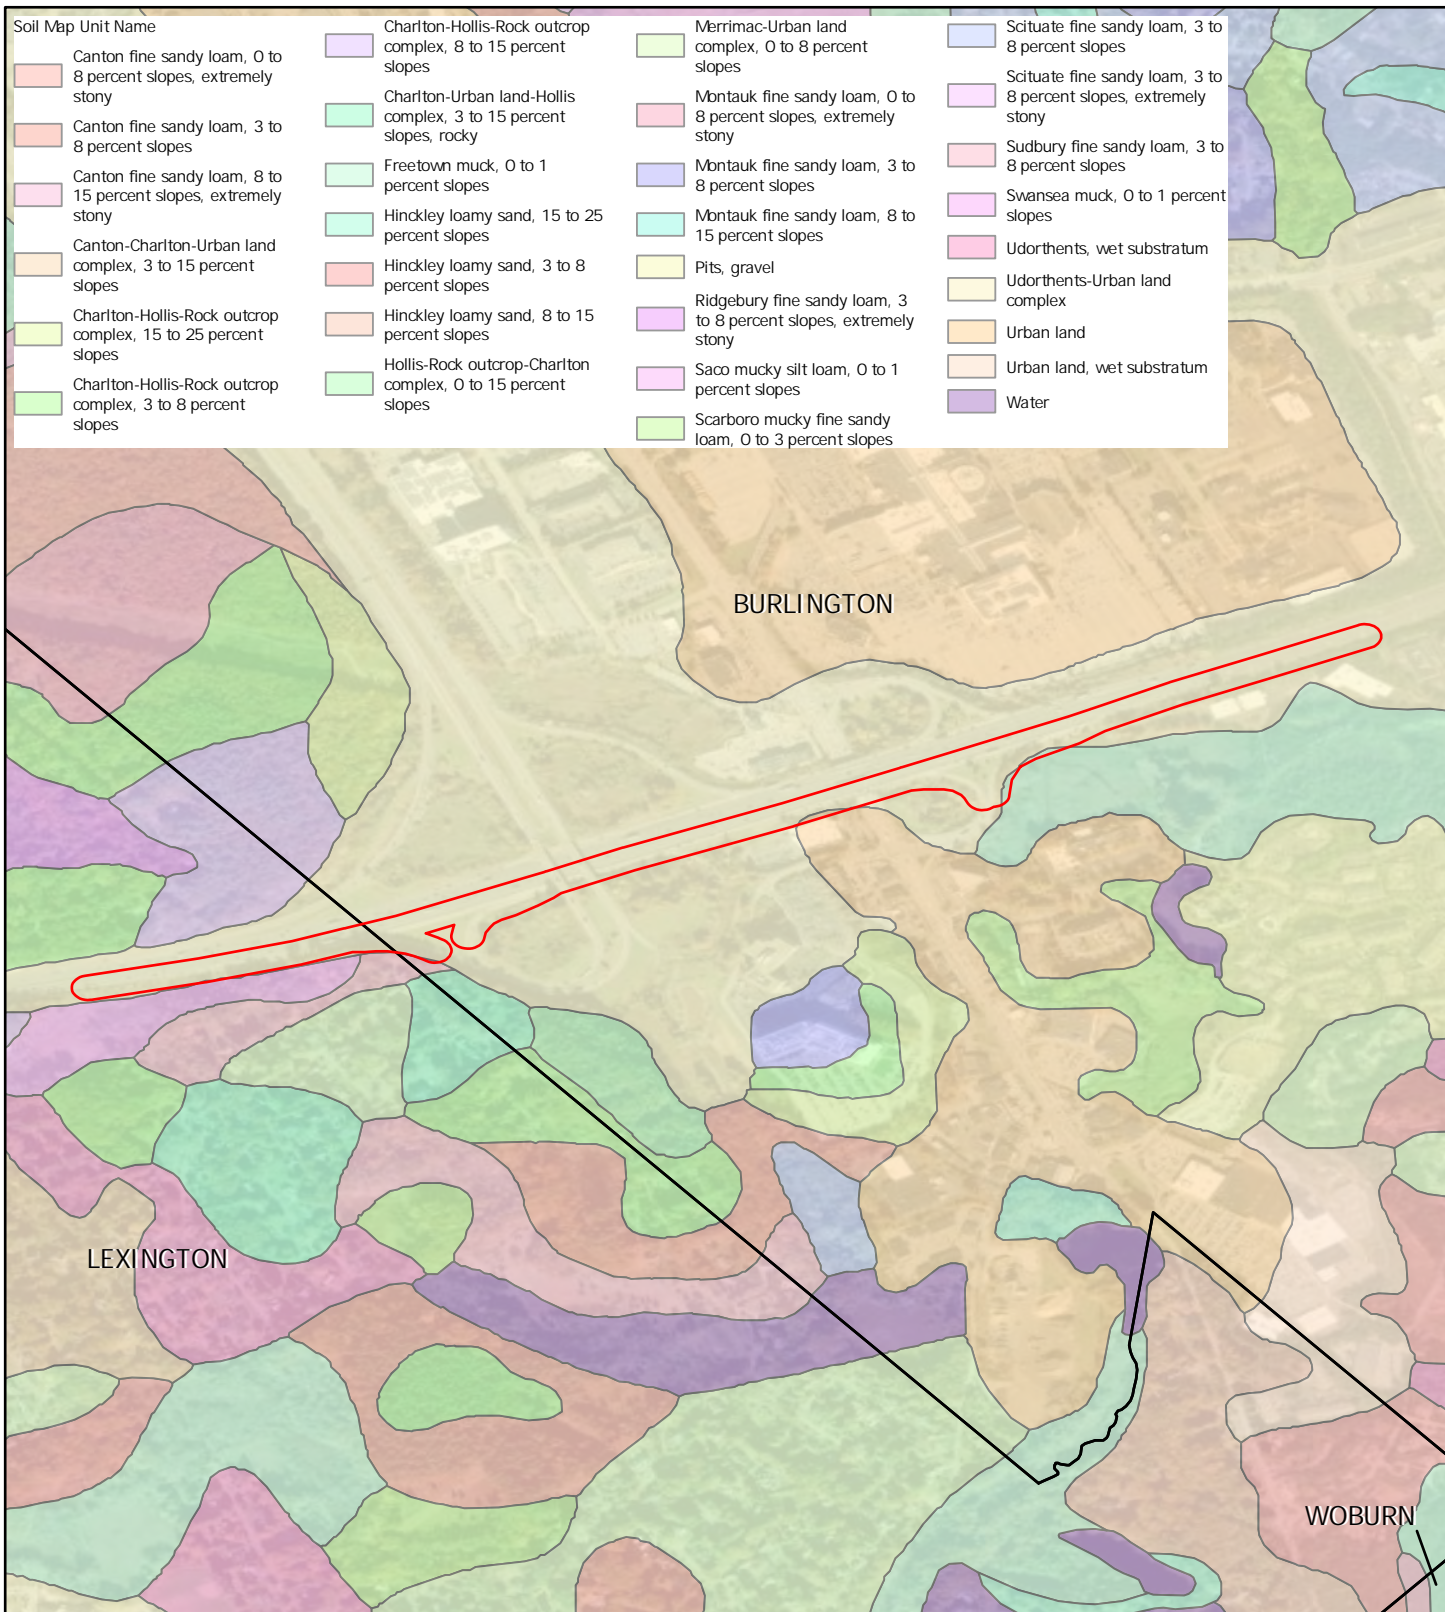 Soil Map Unit Name
Canton fine sandy loam, 0 to
8 percent slopes, extremely
stony
Canton fine sandy loam, 3 to
8 percent slopes
Canton fine sandy loam, 8 to
15 percent slopes, extremely
stony
Canton-Charlton-Urban land
complex, 3 to 15 percent
slopes
Charlton-Hollis-Rock outcrop
complex, 15 to 25 percent
slopes
Charlton-Hollis-Rock outcrop
complex, 3 to 8 percent
slopes
Charlton-Hollis-Rock outcrop
complex, 8 to 15 percent
slopes
Charlton-Urban land-Hollis
complex, 3 to 15 percent
slopes, rocky
Freetown muck, 0 to 1
percent slopes
Hinckley loamy sand, 15 to 25
percent slopes
Hinckley loamy sand, 3 to 8
percent slopes
Hinckley loamy sand, 8 to 15
percent slopes
Hollis-Rock outcrop-Charlton
complex, 0 to 15 percent
slopes
Merrimac-Urban land
complex, 0 to 8 percent
slopes
Montauk fine sandy loam, 0 to
8 percent slopes, extremely
stony
Montauk fine sandy loam, 3 to
8 percent slopes
Montauk fine sandy loam, 8 to
15 percent slopes
Pits, gravel
Ridgebury fine sandy loam, 3
to 8 percent slopes, extremely
stony
Saco mucky silt loam, 0 to 1
percent slopes
Scarboro mucky fine sandy
loam, 0 to 3 percent slopes
Scituate fine sandy loam, 3 to
8 percent slopes
Scituate fine sandy loam, 3 to
8 percent slopes, extremely
stony
Sudbury fine sandy loam, 3 to
8 percent slopes
Swansea muck, 0 to 1 percent
slopes
Udorthents, wet substratum
Udorthents-Urban land
complex
Urban land
Urban land, wet substratum
Water
BURLINGTON
LEXINGTON
WOBURN